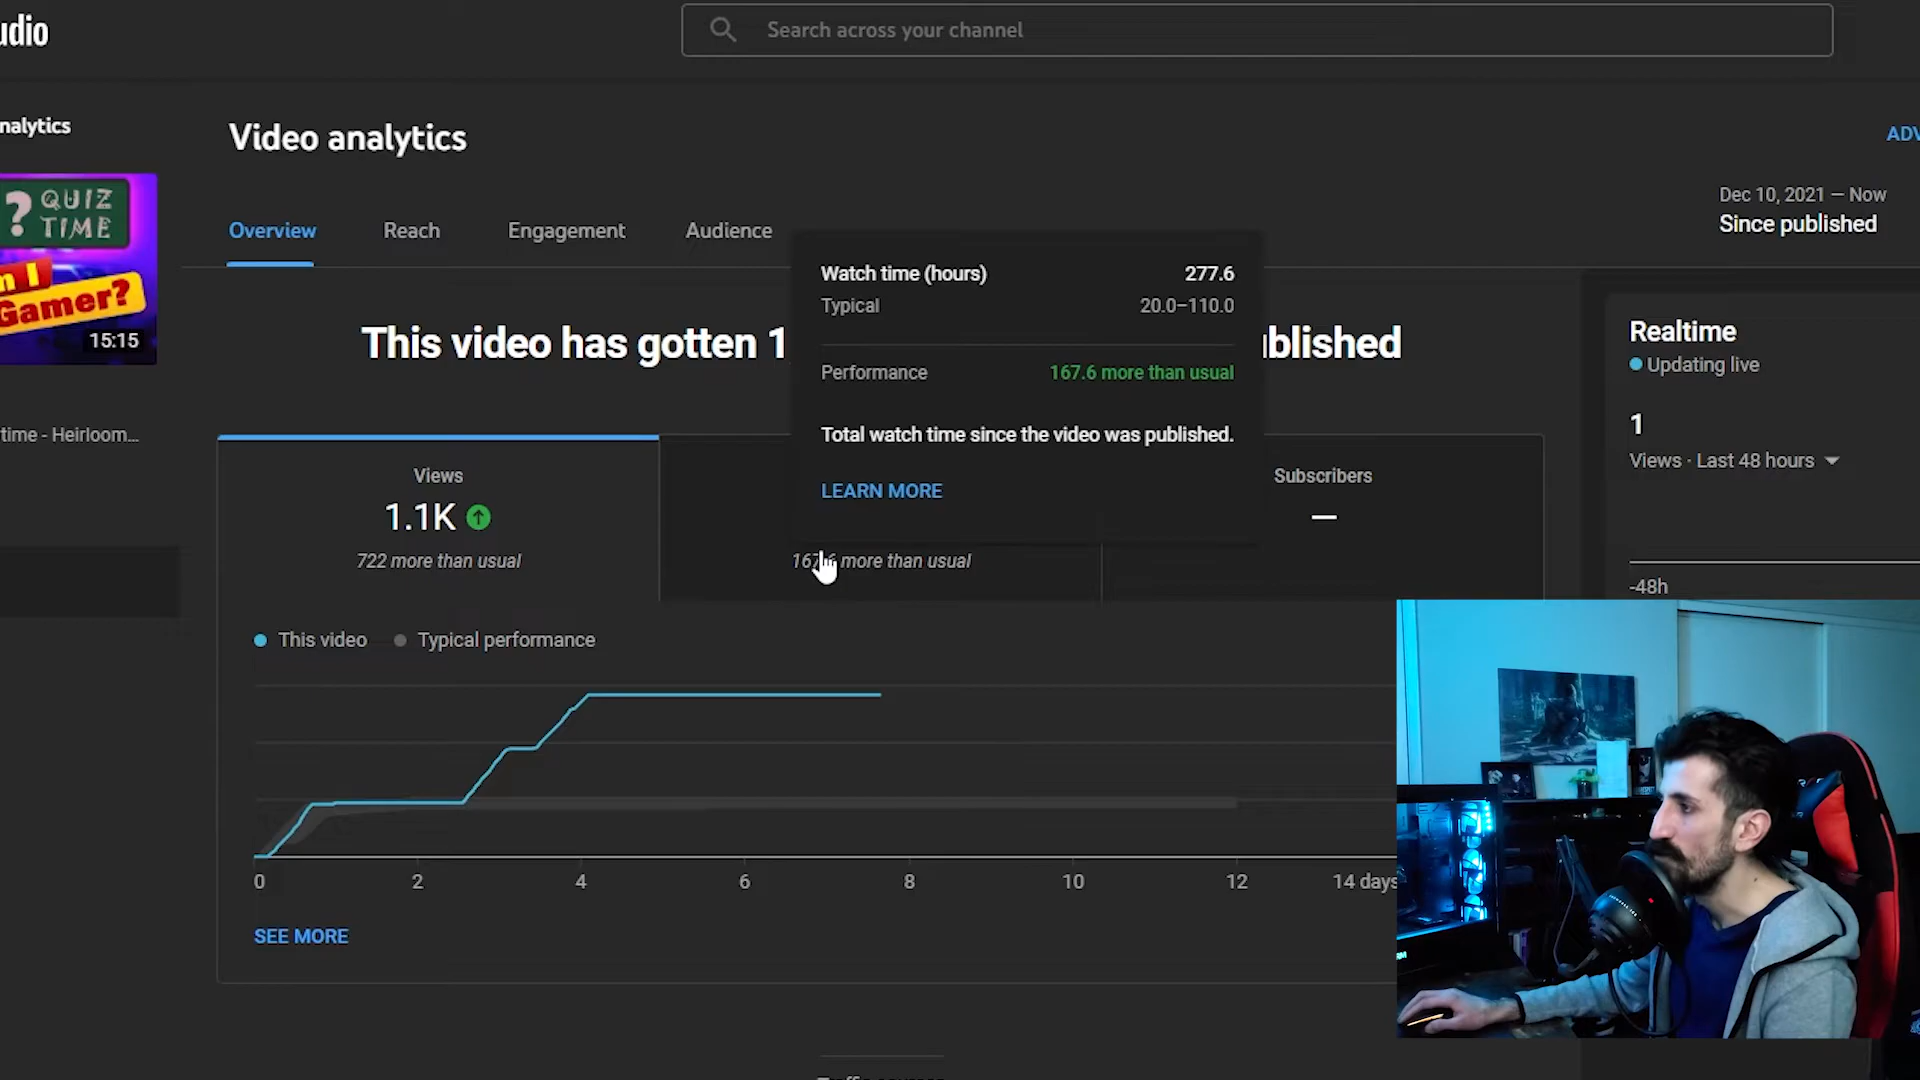 udio
Search across your channel
nalytics
Video analytics
ADV
QUIZ
TIME
m I
Gamer?
15:15
Overview
Reach
Engagement
Audience
Dec 10, 2021 – Now
Since published
Watch time (hours)
277.6
Typical
20.0–110.0
This video has gotten 1
blished
Performance
167.6 more than usual
Realtime
Updating live
1
Views · Last 48 hours
time - Heirloom...
Total watch time since the video was published.
LEARN MORE
Views
1.1K
722 more than usual
167.6 more than usual
Subscribers
—
-48h
This video
Typical performance
0
2
4
6
8
10
12
14 days
SEE MORE